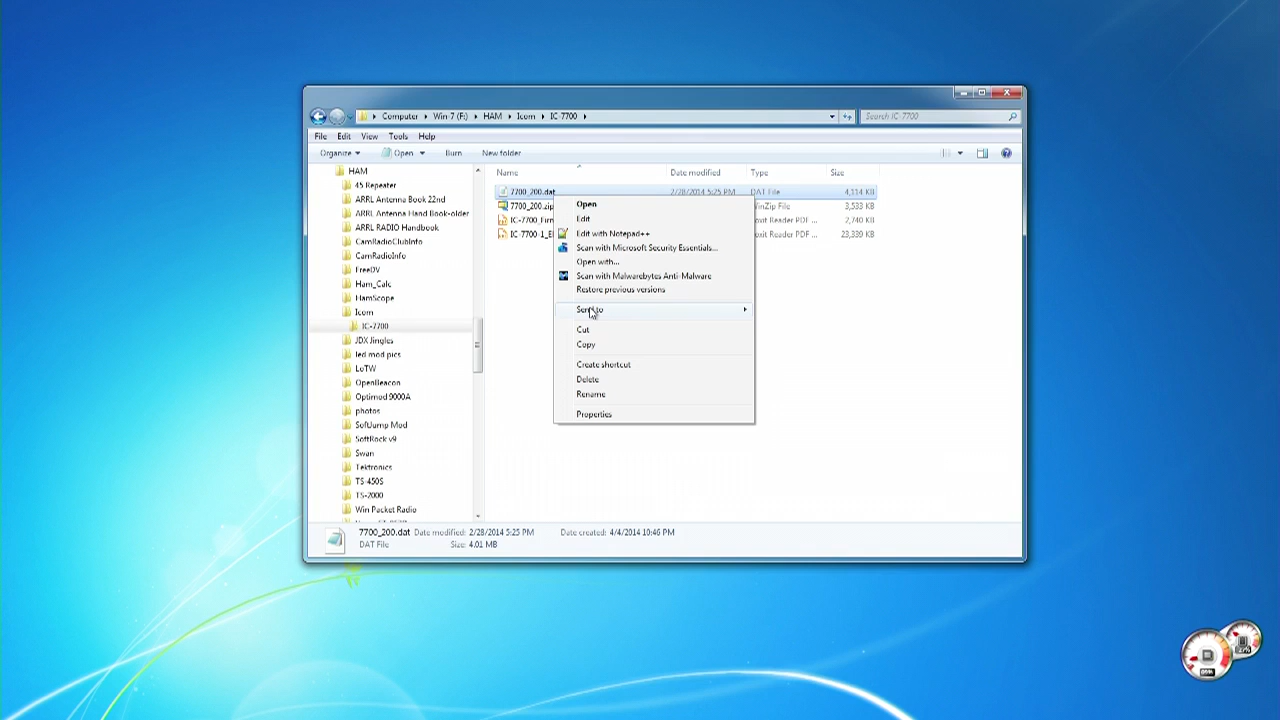 Computer Win-7 (F:) HAM Icom IC-7700 Search IC-7700
File Edit View Tools Help
Organize Open Burn New folder
HAM
45 Repeater
ARRL Antenna Book 22nd
ARRL Antenna Hand Book-older
ARRL RADIO Handbook
CamRadioClubInfo
CamRadioInfo
FreeDV
Ham_Calc
HamScope
Icom
IC-7700
JDX Jingles
led mod pics
LoTW
OpenBeacon
Optimod 9000A
photos
SoftJump Mod
SoftRock v9
Swan
Tektronics
TS-450S
TS-2000
Win Packet Radio
Name Date modified Type Size
7700_200.dat 2/28/2014 5:25 PM DAT File 4,114 KB
7700_200.zip WinZip File 3,533 KB
IC-7700_Firm oxit Reader PDF ... 2,740 KB
IC-7700-1_E oxit Reader PDF ... 23,339 KB
Open
Edit
Edit with Notepad++
Scan with Microsoft Security Essentials...
Open with...
Scan with Malwarebytes Anti-Malware
Restore previous versions
Send to
Cut
Copy
Create shortcut
Delete
Rename
Properties
7700_200.dat Date modified: 2/28/2014 5:25 PM Date created: 4/4/2014 10:46 PM
DAT File Size: 4.01 MB